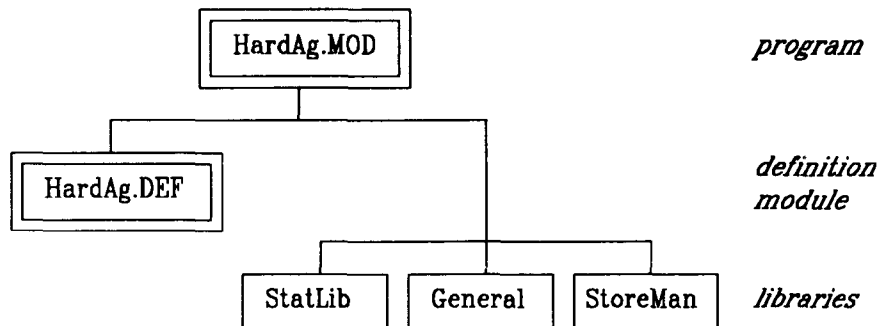 HardAg.MOD
program
HardAg.DEF
definition
module
StatLib
General
StoreMan
libraries